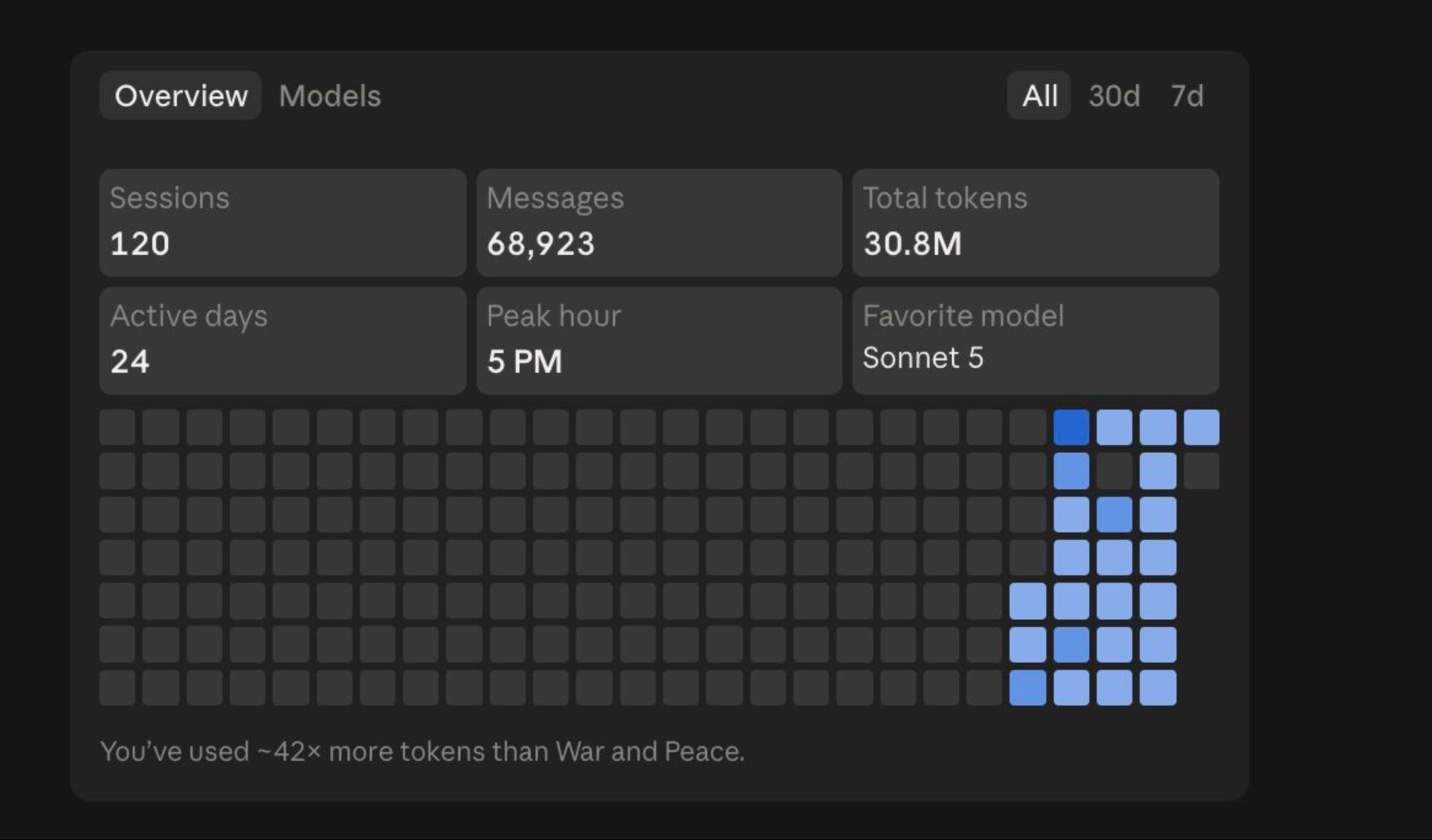 Overview Models All 30d 7d
Sessions Messages Total tokens
120 68,923 30.8M
Active days Peak hour Favorite model
24 5 PM Sonnet 5
You’ve used ~42× more tokens than War and Peace.